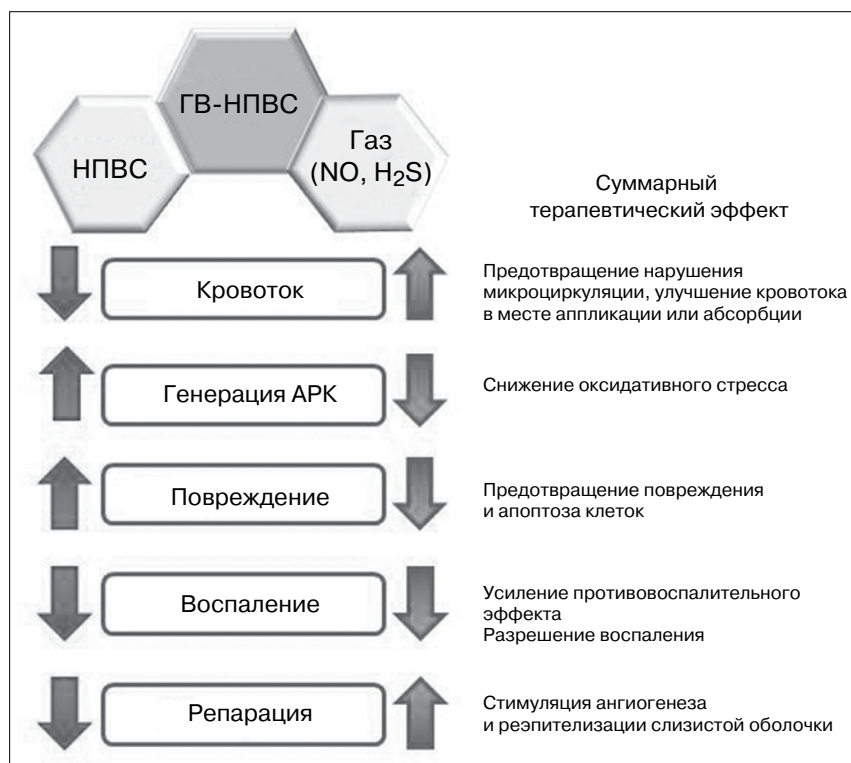 ГВ-НПВС
НПВС
Газ
(NO, H₂S)
Суммарный
терапевтический эффект
Кровоток
Предотвращение нарушения
микроциркуляции, улучшение кровотока
в месте аппликации или абсорбции
Генерация АРК
Снижение оксидативного стресса
Повреждение
Предотвращение повреждения
и апоптоза клеток
Воспаление
Усиление противовоспалительного
эффекта
Разрешение воспаления
Репарация
Стимуляция ангиогенеза
и реэпителизации слизистой оболочки